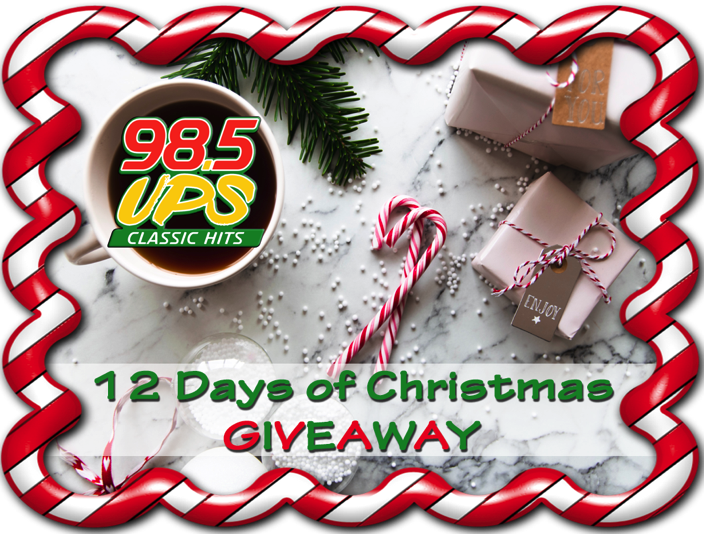 98.5
UPS
CLASSIC HITS
ENJOY
12 Days of Christmas
GIVEAWAY